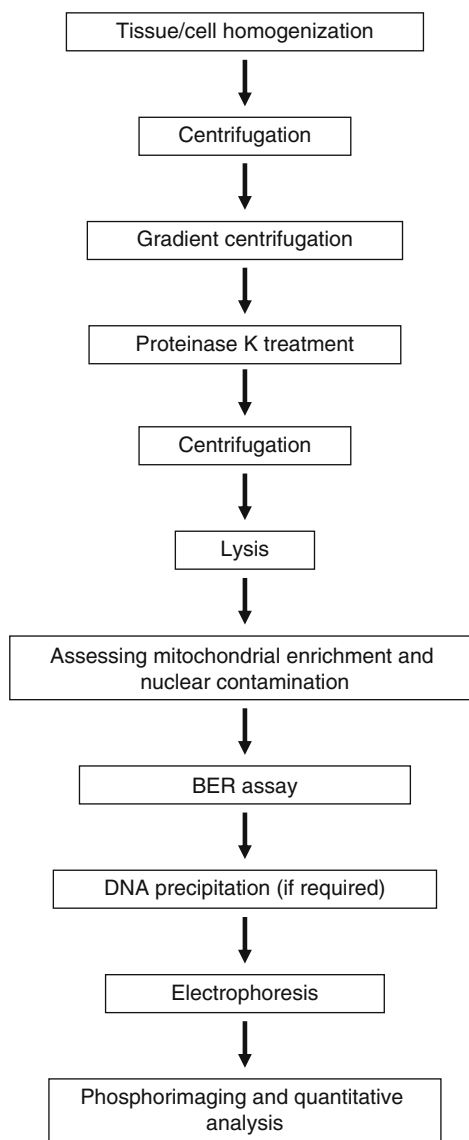 Tissue/cell homogenization
Centrifugation
Gradient centrifugation
Proteinase K treatment
Centrifugation
Lysis
Assessing mitochondrial enrichment and
nuclear contamination
BER assay
DNA precipitation (if required)
Electrophoresis
Phosphorimaging and quantitative
analysis